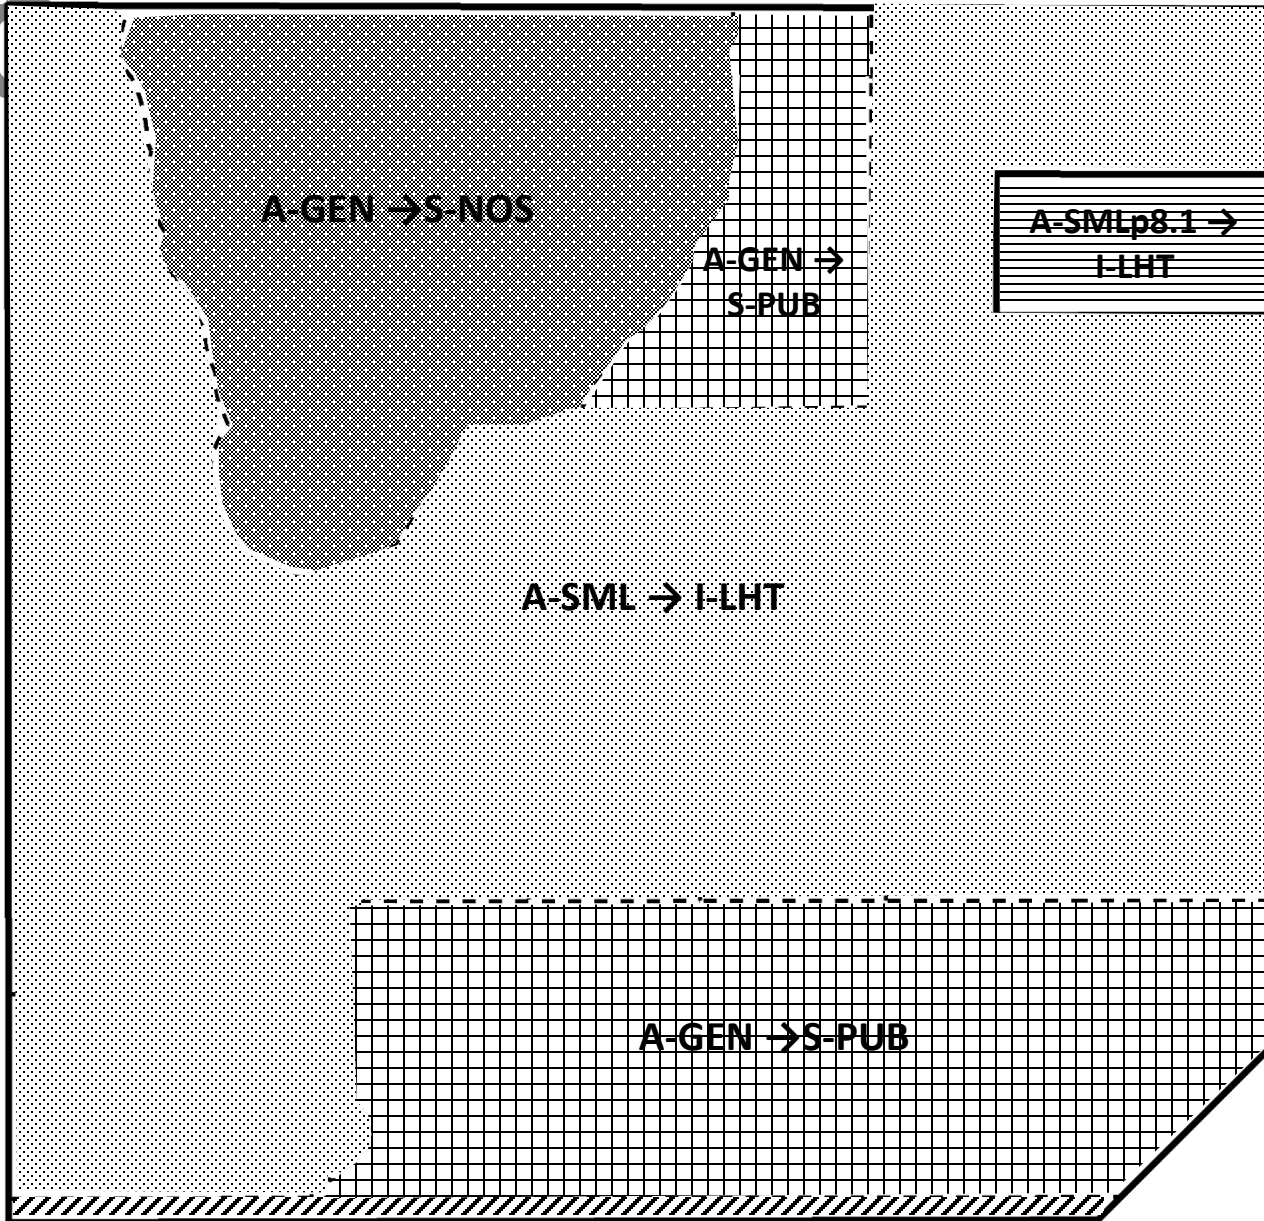 A-GEN →S-NOS
A-SMLp8.1 →
I-LHT
A-GEN →
S-PUB
A-SML → I-LHT
A-GEN →S-PUB